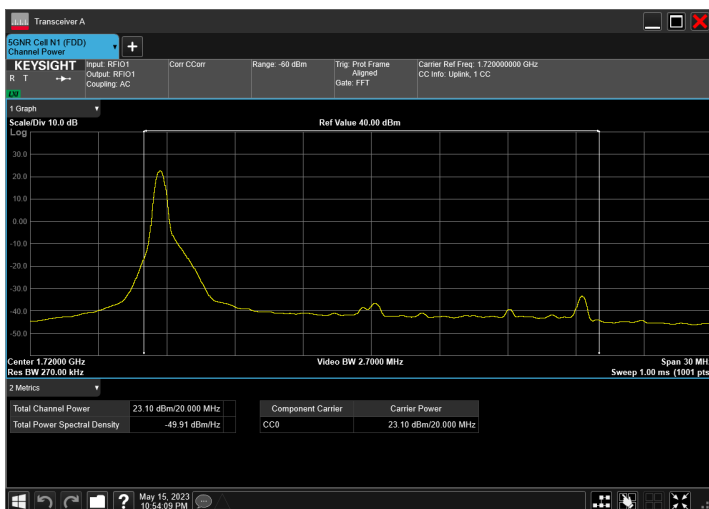 Transceiver A
5GNR Cell N1 (FDD)
Channel Power
KEYSIGHT
R T
LXI
Input: RFIO1
Output: RFIO1
Coupling: AC
Corr CCorr
Range: -60 dBm
Trig: Prot Frame
Aligned
Gate: FFT
Carrier Ref Freq: 1.720000000 GHz
CC Info: Uplink, 1 CC
1 Graph
Scale/Div 10.0 dB
Ref Value 40.00 dBm
Log
30.0
20.0
10.0
0.00
-10.0
-20.0
-30.0
-40.0
-50.0
Center 1.72000 GHz
Video BW 2.7000 MHz
Span 30 MH
Res BW 270.00 kHz
Sweep 1.00 ms (1001 pts
2 Metrics
Total Channel Power 23.10 dBm/20.000 MHz
Total Power Spectral Density -49.91 dBm/Hz
Component Carrier Carrier Power
CC0 23.10 dBm/20.000 MHz
?
May 15, 2023
10:54:09 PM